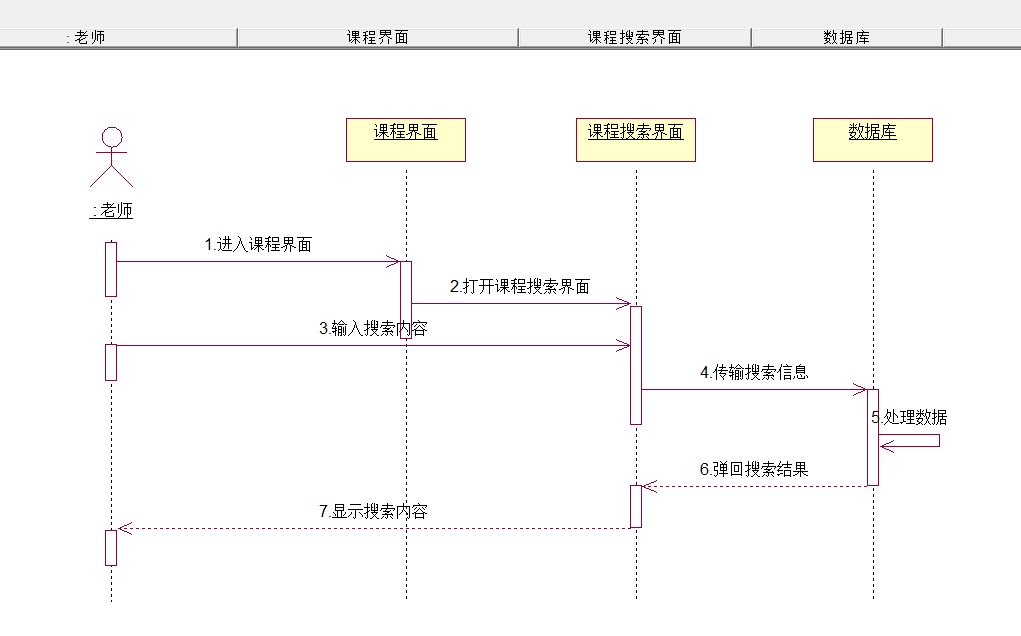 : 老师 课程界面 课程搜索界面 数据库
课程界面 课程搜索界面 数据库
: 老师
1.进入课程界面
2.打开课程搜索界面
3.输入搜索内容
4.传输搜索信息
5.处理数据
6.弹回搜索结果
7.显示搜索内容